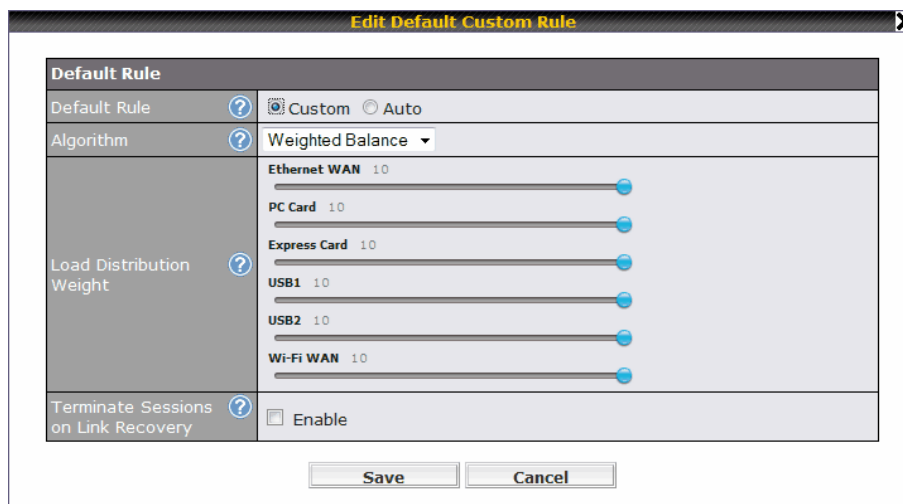 Edit Default Custom Rule
Default Rule
Default Rule ? Custom Auto
Algorithm ? Weighted Balance
Load Distribution Weight ?
Ethernet WAN 10
PC Card 10
Express Card 10
USB1 10
USB2 10
Wi-Fi WAN 10
Terminate Sessions ?
on Link Recovery
Enable
Save Cancel